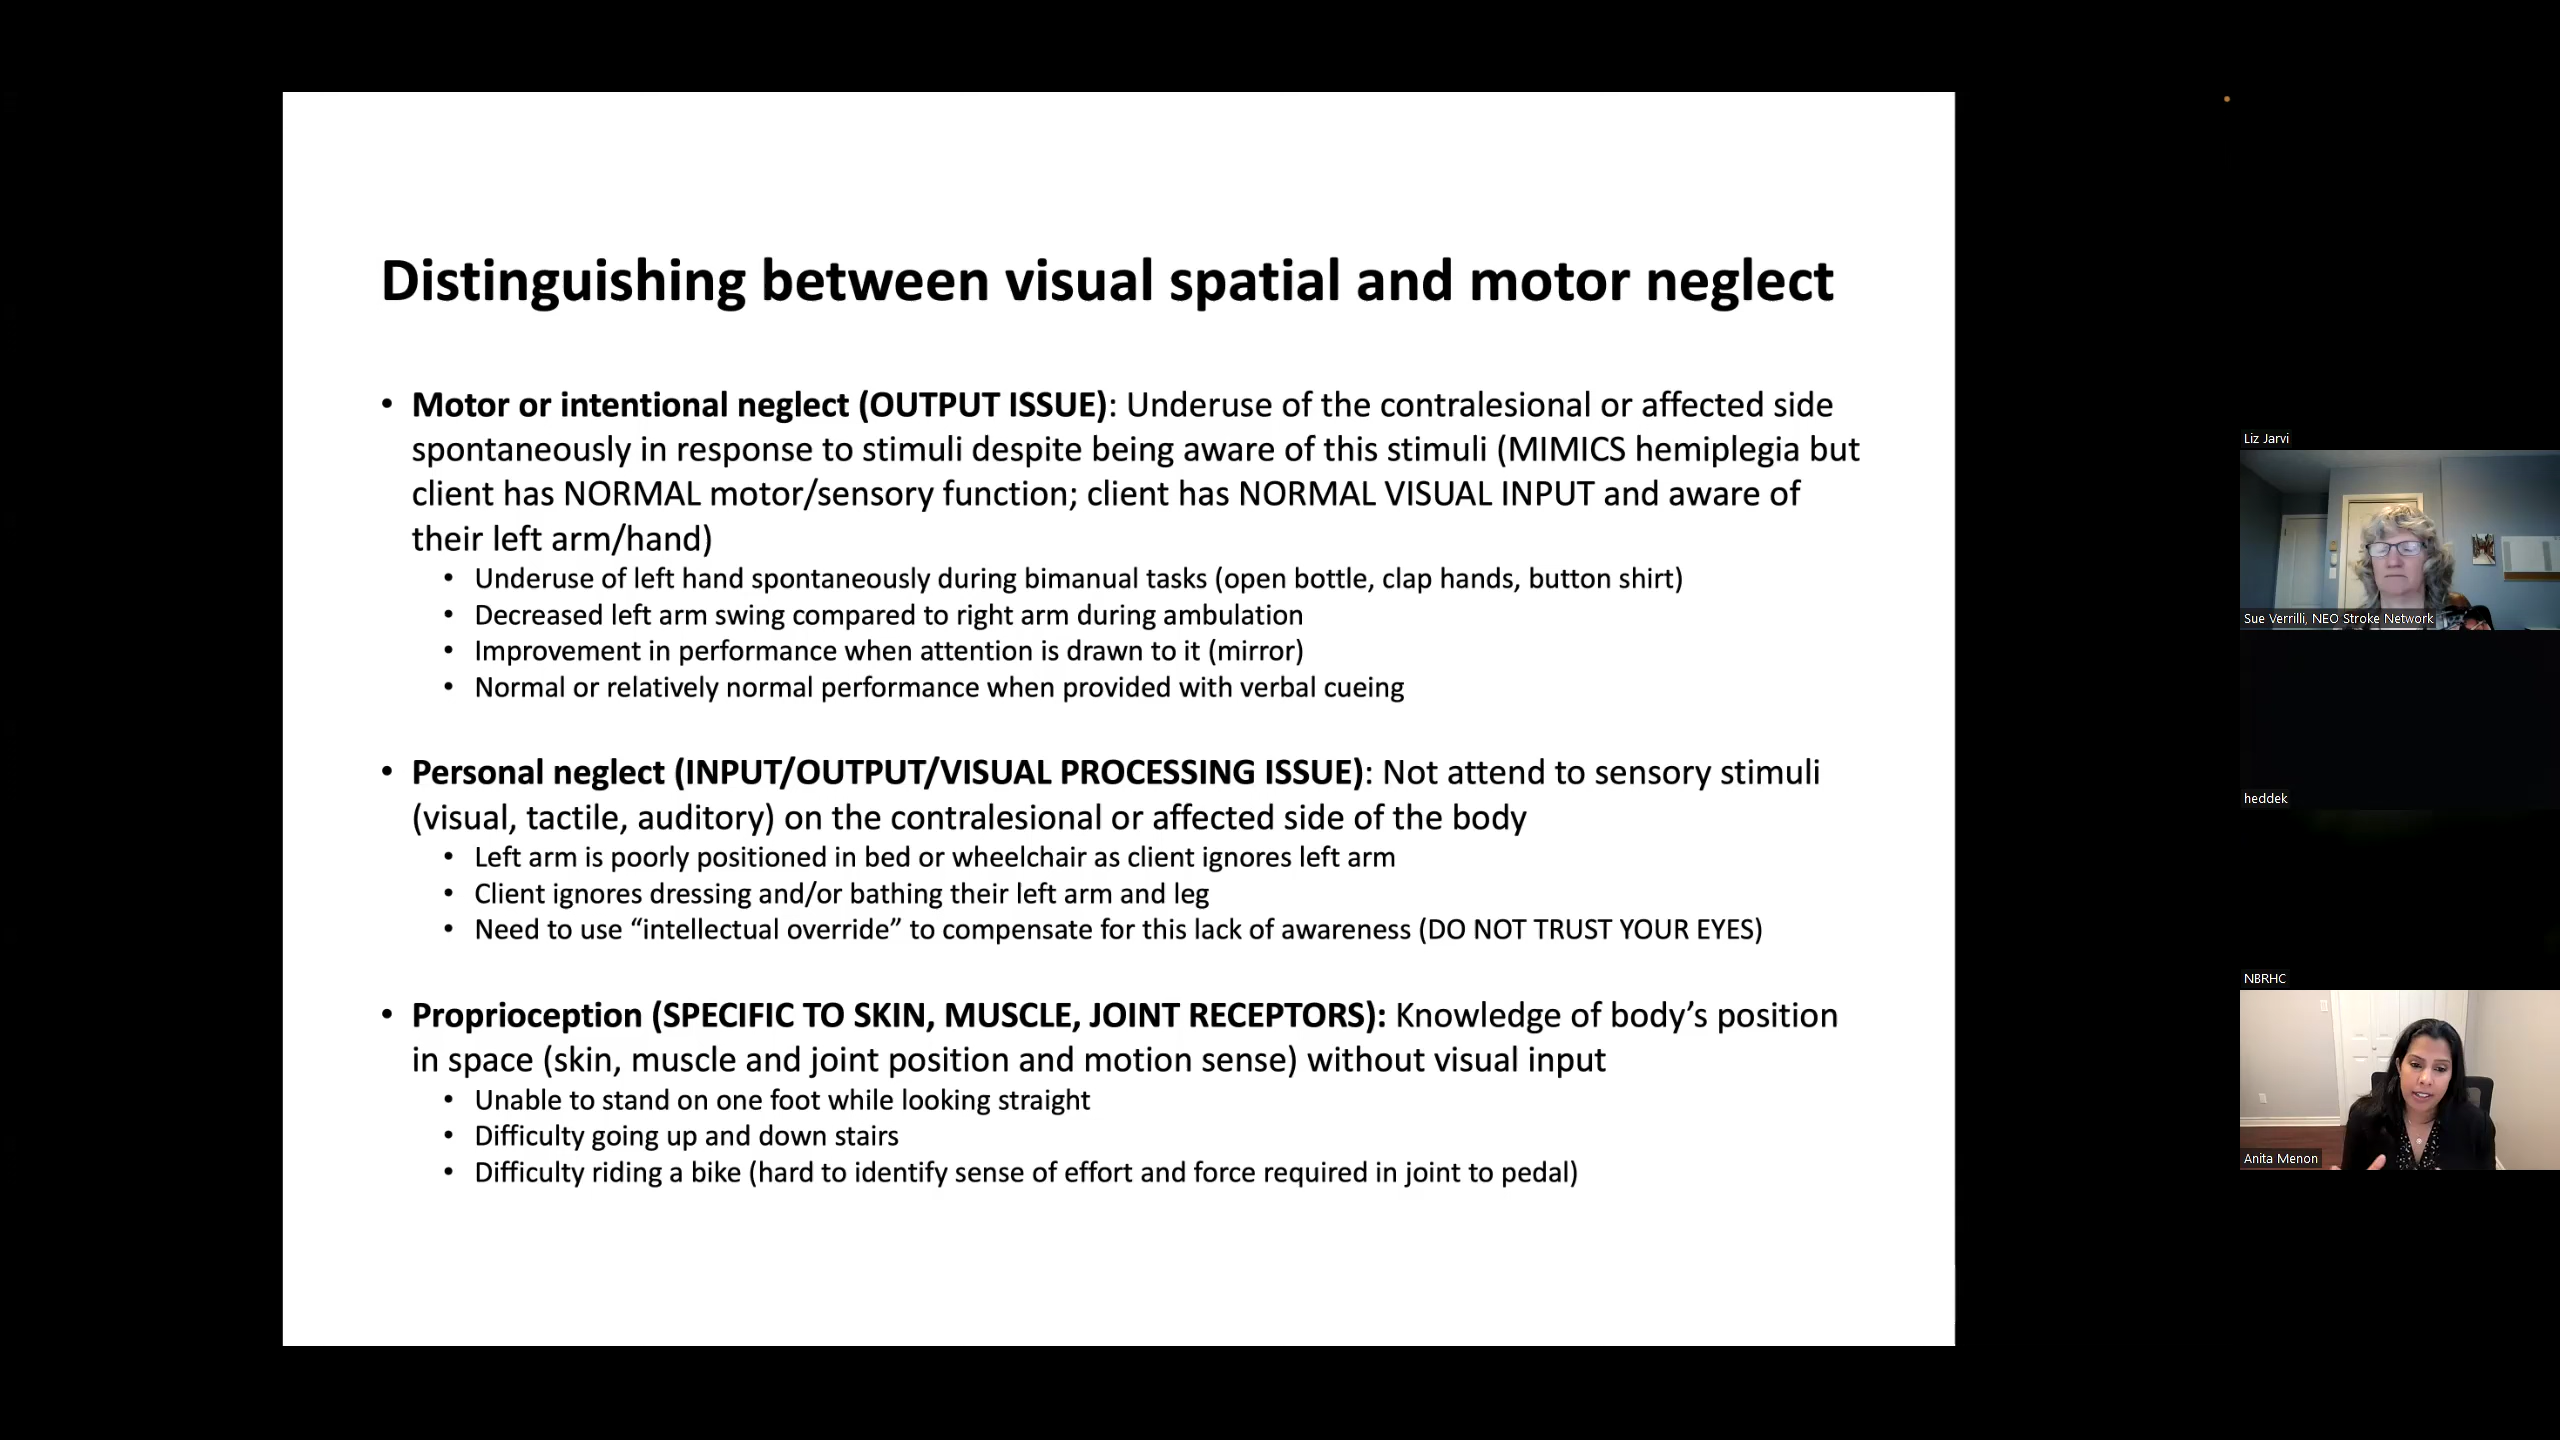 Distinguishing between visual spatial and motor neglect
• Motor or intentional neglect (OUTPUT ISSUE): Underuse of the contralesional or affected side
spontaneously in response to stimuli despite being aware of this stimuli (MIMICS hemiplegia but
client has NORMAL motor/sensory function; client has NORMAL VISUAL INPUT and aware of
their left arm/hand)
• Underuse of left hand spontaneously during bimanual tasks (open bottle, clap hands, button shirt)
• Decreased left arm swing compared to right arm during ambulation
• Improvement in performance when attention is drawn to it (mirror)
• Normal or relatively normal performance when provided with verbal cueing
• Personal neglect (INPUT/OUTPUT/VISUAL PROCESSING ISSUE): Not attend to sensory stimuli
(visual, tactile, auditory) on the contralesional or affected side of the body
• Left arm is poorly positioned in bed or wheelchair as client ignores left arm
• Client ignores dressing and/or bathing their left arm and leg
• Need to use “intellectual override” to compensate for this lack of awareness (DO NOT TRUST YOUR EYES)
• Proprioception (SPECIFIC TO SKIN, MUSCLE, JOINT RECEPTORS): Knowledge of body’s position
in space (skin, muscle and joint position and motion sense) without visual input
• Unable to stand on one foot while looking straight
• Difficulty going up and down stairs
• Difficulty riding a bike (hard to identify sense of effort and force required in joint to pedal)
Liz Jarvi
Sue Verrilli, NEO Stroke Network
heddek
NBRHC
Anita Menon